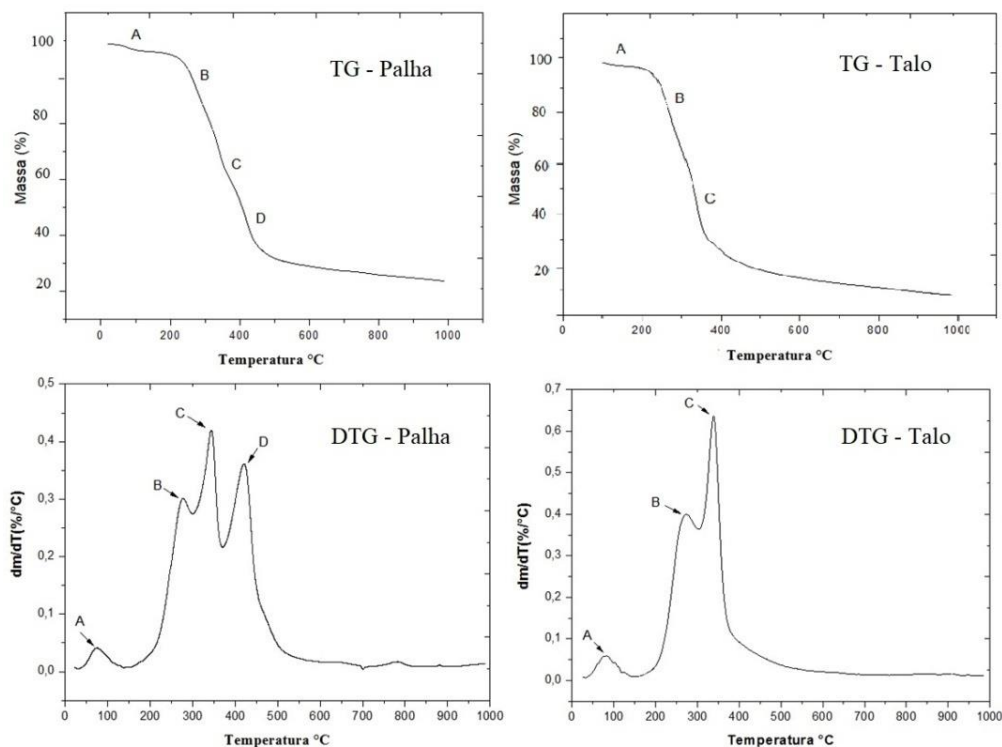 TG - Palha
Massa (%)
100
80
60
40
20
A
B
C
D
0
200
400
600
800
1000
Temperatura °C
TG - Talo
Massa (%)
100
80
60
40
20
A
B
C
0
200
400
600
800
1000
Temperatura °C
DTG - Palha
dm/dT(%/°C)
0,5
0,4
0,3
0,2
0,1
0,0
A
B
C
D
0 100 200 300 400 500 600 700 800 900 1000
Temperatura °C
DTG - Talo
dm/dT(%/°C)
0,7
0,6
0,5
0,4
0,3
0,2
0,1
0,0
A
B
C
0 100 200 300 400 500 600 700 800 900 1000
Temperatura °C